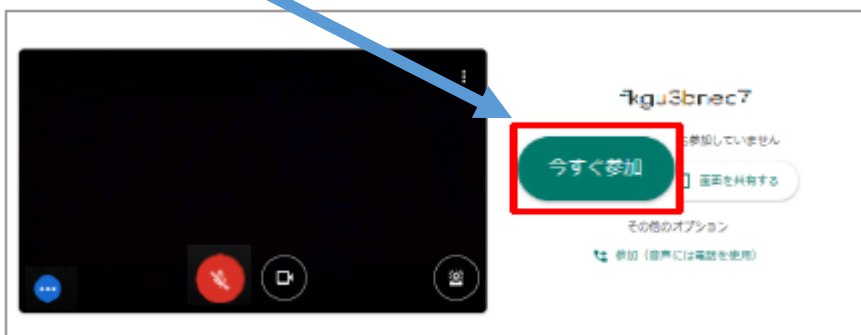 今すぐ参加
参加していません
画面を共有する
その他のオプション
参加（音声には電話を使用）